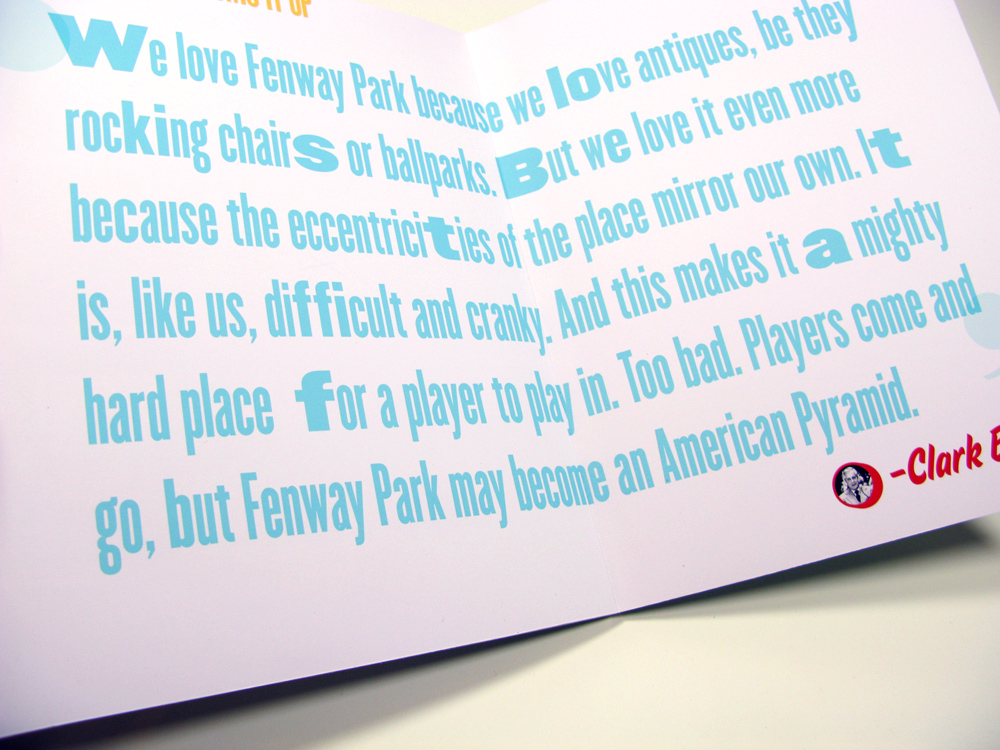 IT UP
We love Fenway Park because we love antiques, be they
rocking chairs or ballparks. But we love it even more
because the eccentricities of the place mirror our own. It
is, like us, difficult and cranky. And this makes it a mighty
hard place for a player to play in. Too bad. Players come and
go, but Fenway Park may become an American Pyramid.
–Clark